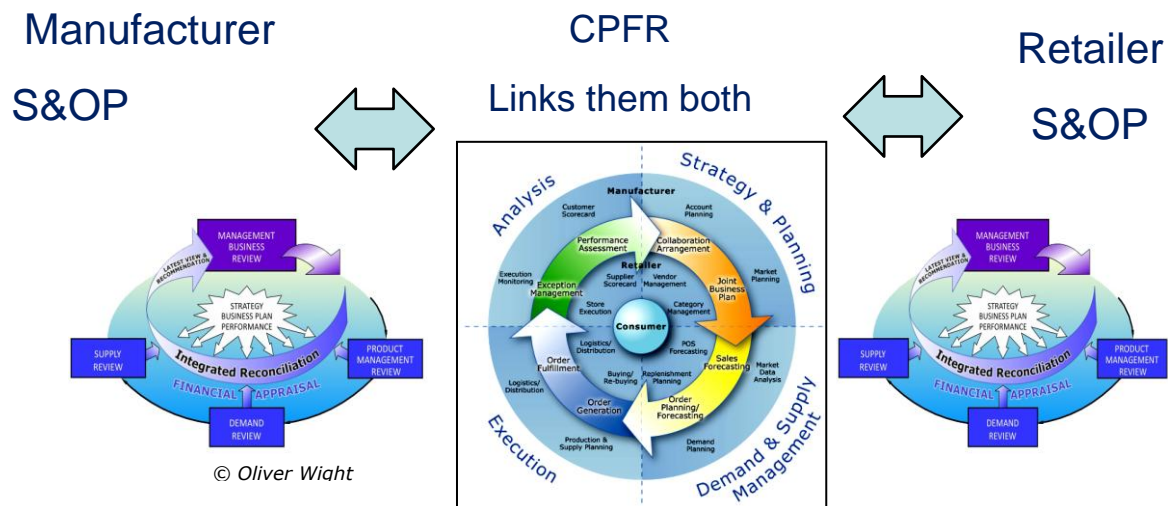 Manufacturer
S&OP
CPFR
Links them both
Retailer
S&OP
MANAGEMENT
BUSINESS
REVIEW
LATEST VIEW &
RECOMMENDATION
STRATEGY
BUSINESS PLAN
PERFORMANCE
SUPPLY
REVIEW
PRODUCT
MANAGEMENT
REVIEW
Integrated Reconciliation
FINANCIAL APPRAISAL
DEMAND
REVIEW
© Oliver Wight
Analysis
Strategy & Planning
Manufacturer
Customer
Scorecard
Account
Planning
Performance
Assessment
Collaboration
Arrangement
Retailer
Execution
Monitoring
Exception
Management
Supplier
Scorecard
Vendor
Management
Joint
Business
Plan
Market
Planning
Store
Execution
Category
Management
Consumer
Logistics/
Distribution
POS
Forecasting
Order
Fulfillment
Sales
Forecasting
Logistics/
Distribution
Buying/
Re-buying
Replenishment
Planning
Market
Data
Analysis
Order
Generation
Order
Planning/
Forecasting
Production &
Supply Planning
Demand
Planning
Execution
Demand & Supply
Management
MANAGEMENT
BUSINESS
REVIEW
LATEST VIEW &
RECOMMENDATION
STRATEGY
BUSINESS PLAN
PERFORMANCE
SUPPLY
REVIEW
PRODUCT
MANAGEMENT
REVIEW
Integrated Reconciliation
FINANCIAL APPRAISAL
DEMAND
REVIEW